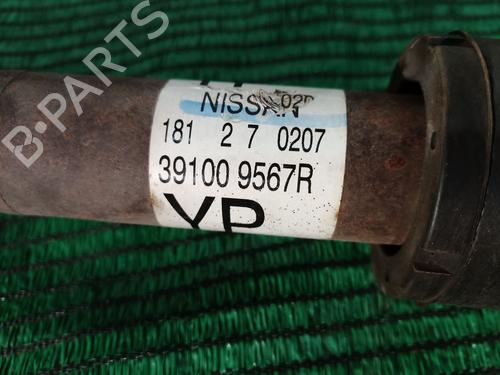 NISSAN
181 2 7 0207
39100 9567R
YP
B-PARTS